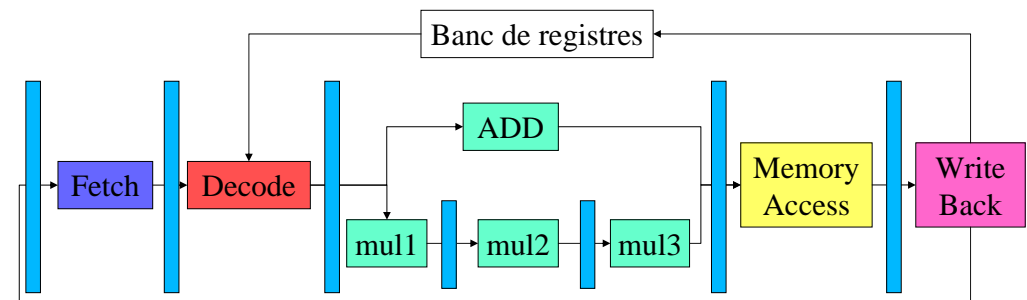 Banc de registres
ADD
Fetch
Decode
Memory
Access
Write
Back
mul1
mul2
mul3